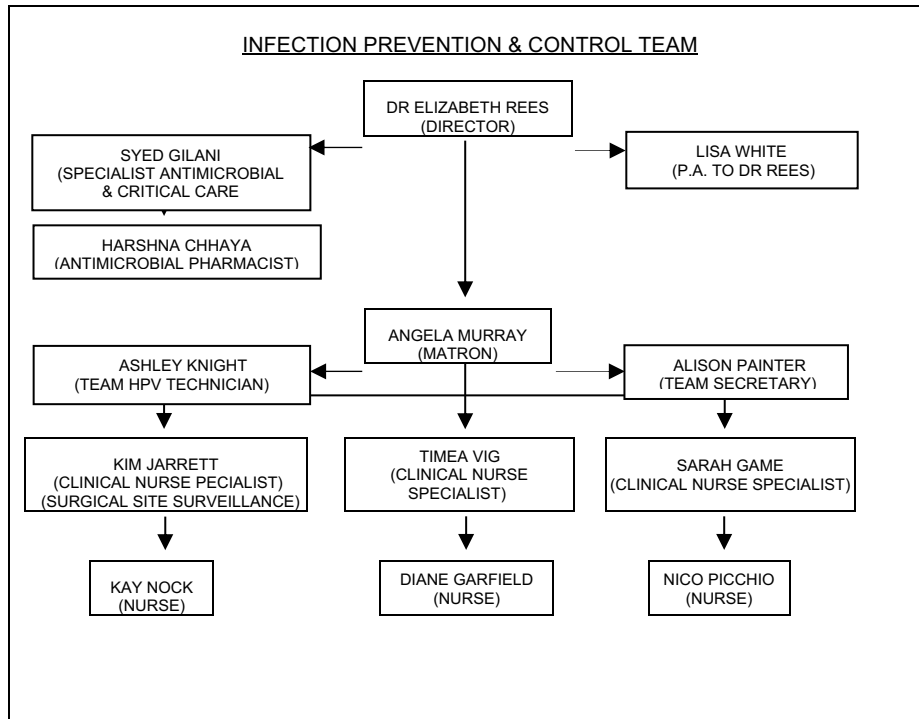 INFECTION PREVENTION & CONTROL TEAM
DR ELIZABETH REES
(DIRECTOR)
SYED GILANI
(SPECIALIST ANTIMICROBIAL
& CRITICAL CARE
LISA WHITE
(P.A. TO DR REES)
HARSHNA CHHAYA
(ANTIMICROBIAL PHARMACIST)
ANGELA MURRAY
(MATRON)
ASHLEY KNIGHT
(TEAM HPV TECHNICIAN)
ALISON PAINTER
(TEAM SECRETARY)
KIM JARRETT
(CLINICAL NURSE PECIALIST)
(SURGICAL SITE SURVEILLANCE)
TIMEA VIG
(CLINICAL NURSE
SPECIALIST)
SARAH GAME
(CLINICAL NURSE SPECIALIST)
KAY NOCK
(NURSE)
DIANE GARFIELD
(NURSE)
NICO PICCHIO
(NURSE)